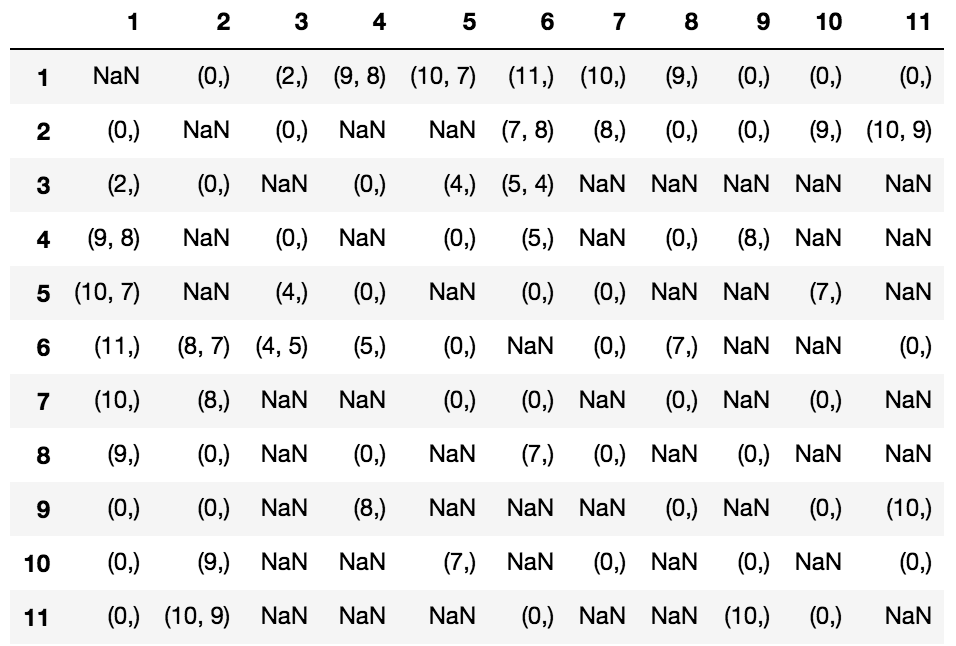 1 2 3 4 5 6 7 8 9 10 11
1 NaN (0,) (2,) (9, 8) (10, 7) (11,) (10,) (9,) (0,) (0,) (0,)
2 (0,) NaN (0,) NaN NaN (7, 8) (8,) (0,) (0,) (9,) (10, 9)
3 (2,) (0,) NaN (0,) (4,) (5, 4) NaN NaN NaN NaN NaN
4 (9, 8) NaN (0,) NaN (0,) (5,) NaN (0,) (8,) NaN NaN
5 (10, 7) NaN (4,) (0,) NaN (0,) (0,) NaN NaN (7,) NaN
6 (11,) (8, 7) (4, 5) (5,) (0,) NaN (0,) (7,) NaN NaN (0,)
7 (10,) (8,) NaN NaN (0,) (0,) NaN (0,) NaN (0,) NaN
8 (9,) (0,) NaN (0,) NaN (7,) (0,) NaN (0,) NaN NaN
9 (0,) (0,) NaN (8,) NaN NaN NaN (0,) NaN (0,) (10,)
10 (0,) (9,) NaN NaN (7,) NaN (0,) NaN (0,) NaN (0,)
11 (0,) (10, 9) NaN NaN NaN (0,) NaN NaN (10,) (0,) NaN